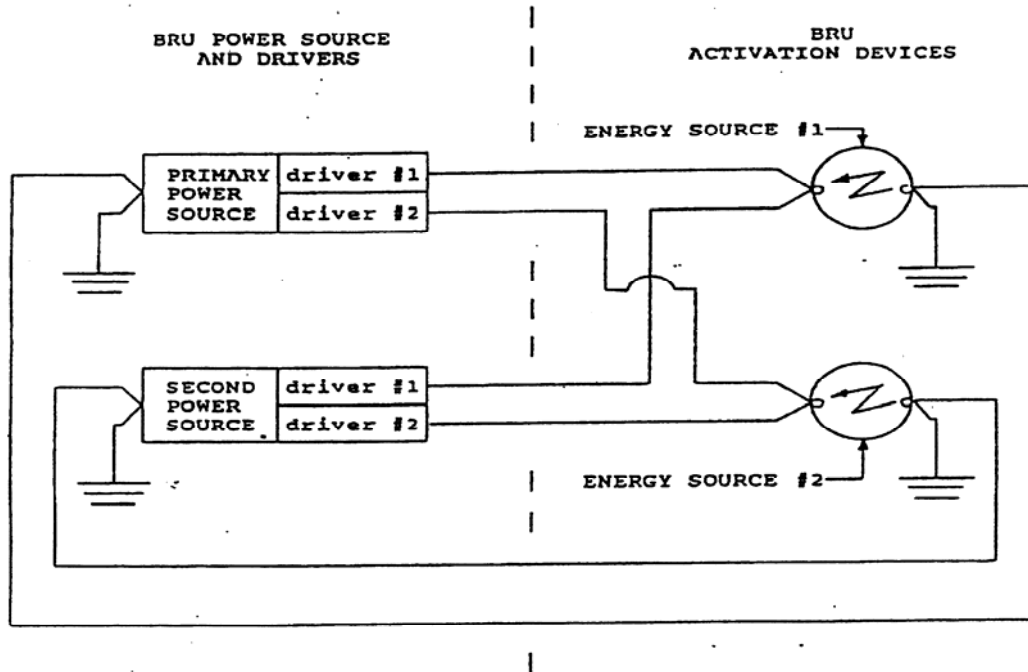 BRU POWER SOURCE
AND DRIVERS
BRU
ACTIVATION DEVICES
ENERGY SOURCE #1
PRIMARY
POWER
SOURCE
driver #1
driver #2
SECOND
POWER
SOURCE
driver #1
driver #2
ENERGY SOURCE #2